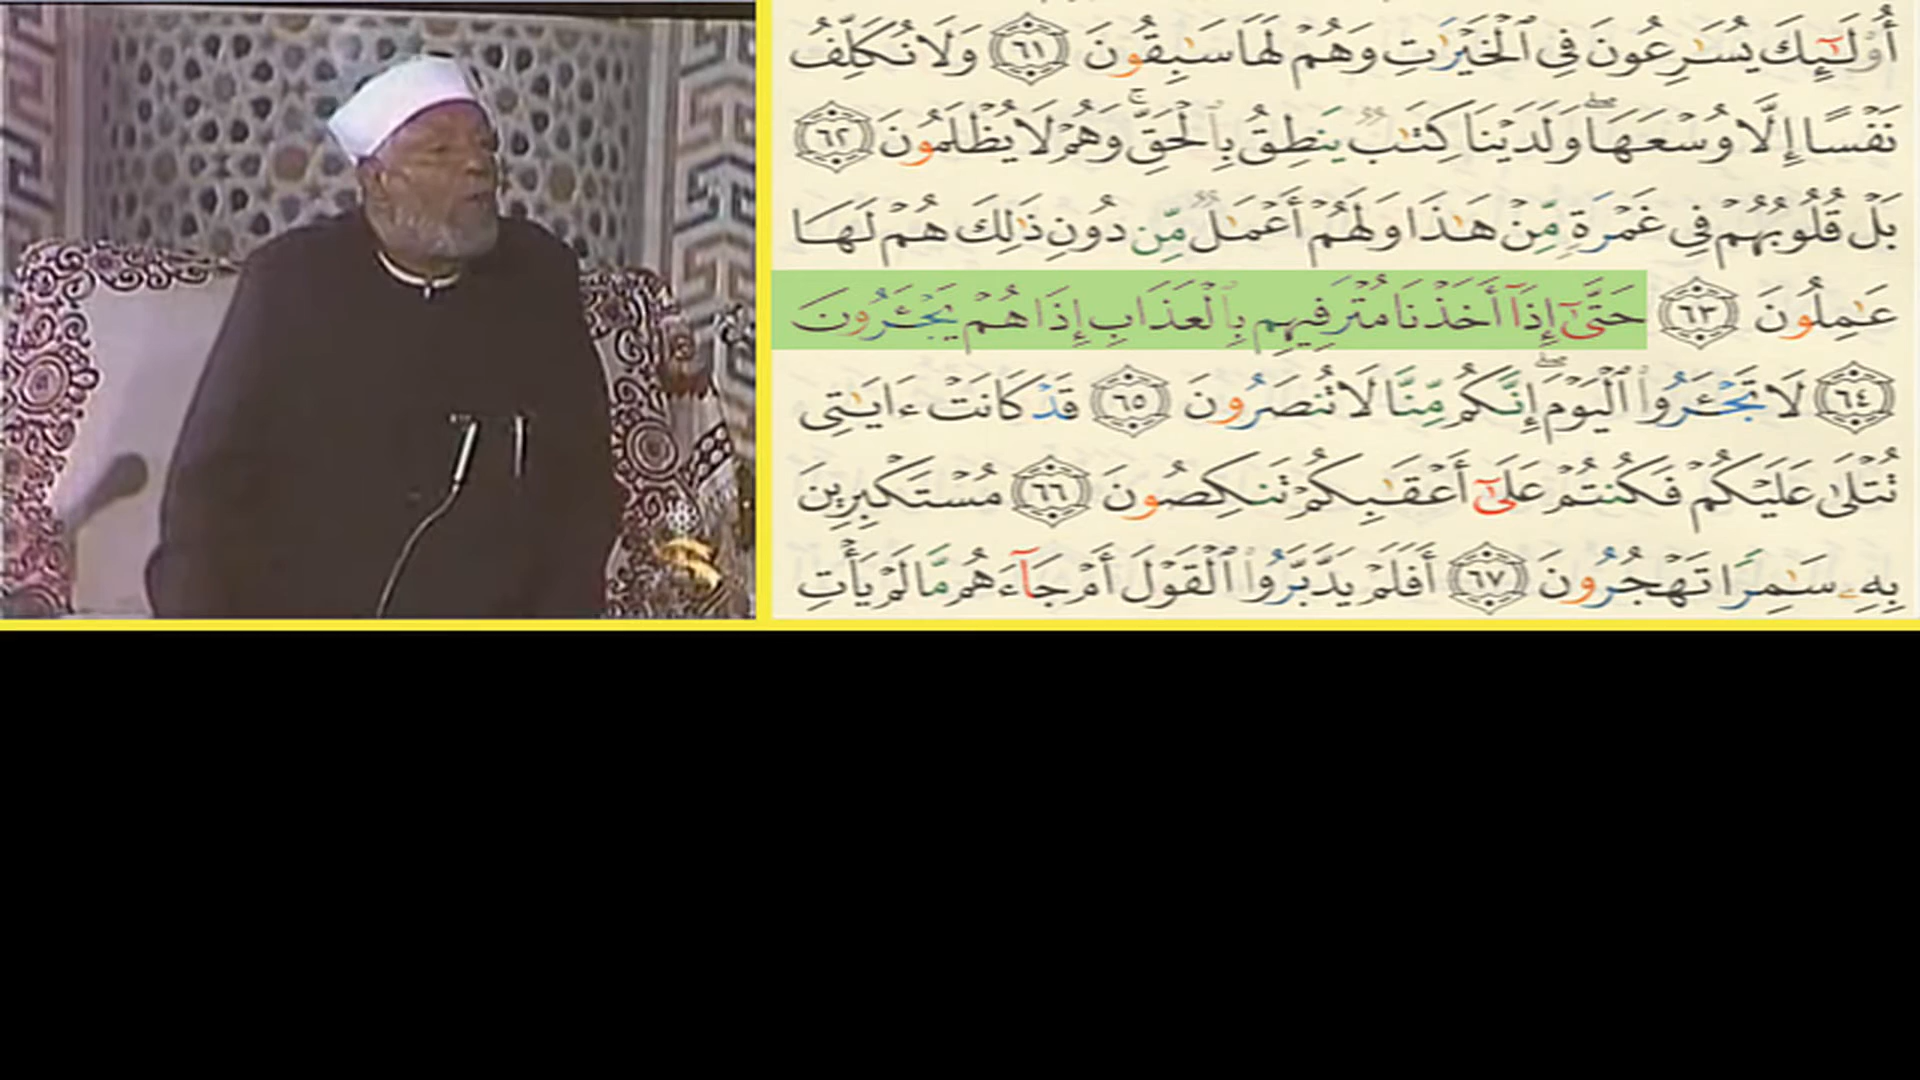 أُوْلَـٰٓئِكَ يُسَـٰرِعُونَ فِى ٱلْخَيْرَٰتِ وَهُمْ لَهَا سَـٰبِقُونَ ٦١ وَلَا نُكَلِّفُ
نَفْسًا إِلَّا وُسْعَهَاۖ وَلَدَيْنَا كِتَـٰبٌ يَنطِقُ بِٱلْحَقِّۚ وَهُمْ لَا يُظْلَمُونَ ٦٢
بَلْ قُلُوبُهُمْ فِى غَمْرَةٍ مِّنْ هَـٰذَا وَلَهُمْ أَعْمَـٰلٌ مِّن دُونِ ذَٰلِكَ هُمْ لَهَا
عَـٰمِلُونَ ٦٣ حَتَّىٰٓ إِذَآ أَخَذْنَا مُتْرَفِيهِم بِٱلْعَذَابِ إِذَا هُمْ يَجْـَٔرُونَ
٦٤ لَا تَجْـَٔرُوا۟ ٱلْيَوْمَۖ إِنَّكُم مِّنَّا لَا تُنصَرُونَ ٦٥ قَدْ كَانَتْ ءَايَـٰتِى
تُتْلَىٰ عَلَيْكُمْ فَكُنتُمْ عَلَىٰٓ أَعْقَـٰبِكُمْ تَنكِصُونَ ٦٦ مُسْتَكْبِرِينَ
بِهِۦ سَـٰمِرًا تَهْجُرُونَ ٦٧ أَفَلَمْ يَدَّبَّرُوا۟ ٱلْقَوْلَ أَمْ جَآءَهُم مَّا لَمْ يَأْتِ